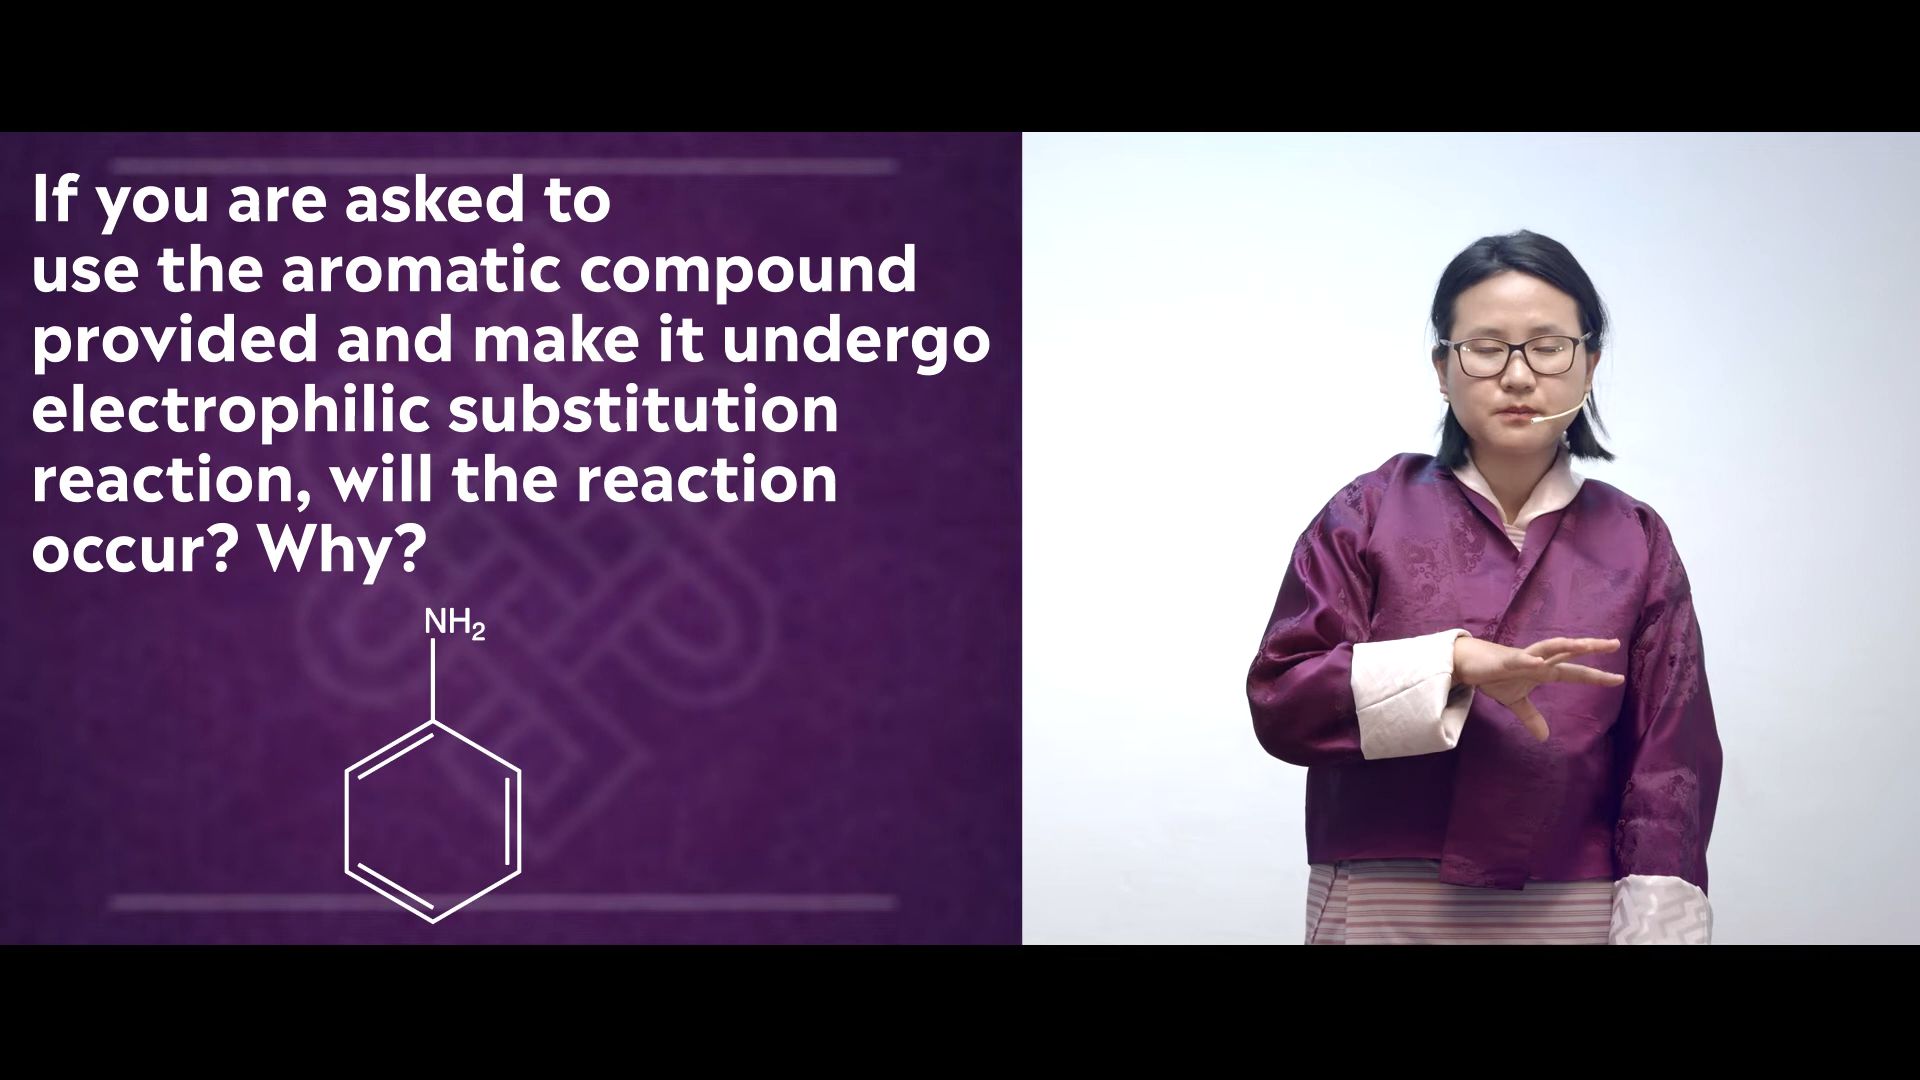 If you are asked to
use the aromatic compound
provided and make it undergo
electrophilic substitution
reaction, will the reaction
occur? Why?
NH₂